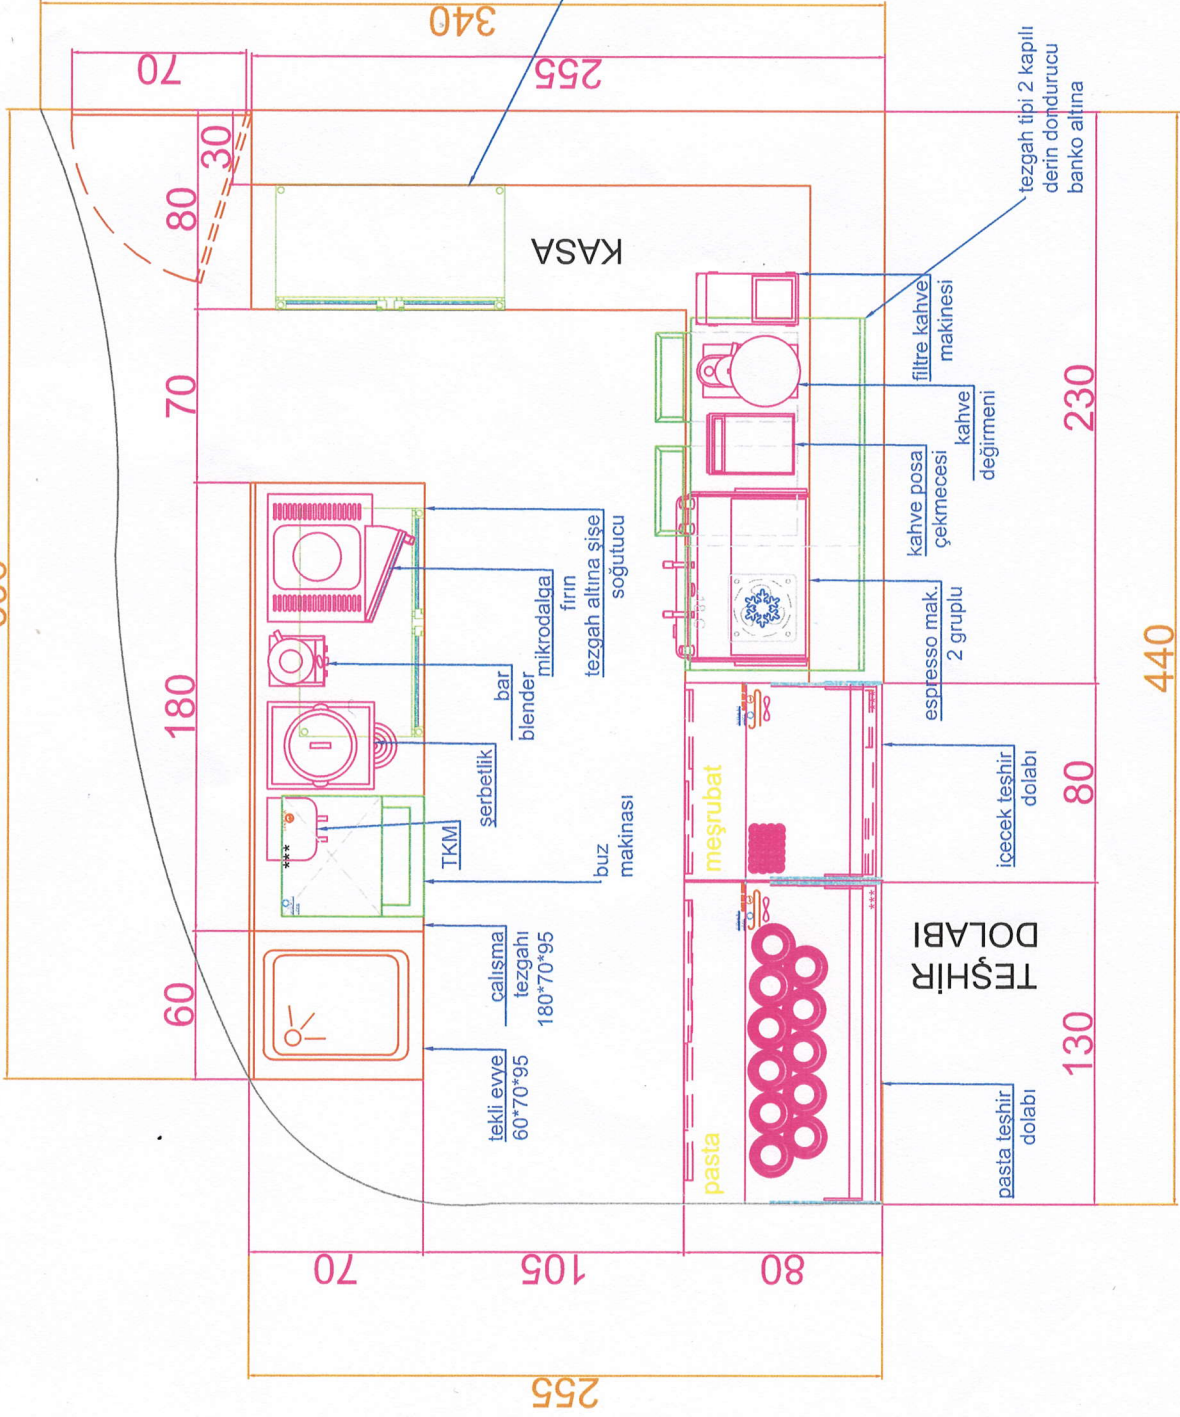 340
70
255
30
80
70
180
60
KASA
tezgah tipi 2 kapılı
derin dondurucu
banko altına
filtre kahve
makinesi
kahve
değirmeni
kahve posa
çekmecesi
espresso mak.
2 gruplu
230
mikrodalga
fırın
tezgah altına şişe
soğutucu
bar
blender
şerbetlik
TKM
buz
makinası
çalışma
tezgahı
180*70*95
tekli evye
60*70*95
meşrubat
içecek teşhir
dolabı
80
440
pasta
TEŞHİR
DOLABI
pasta teşhir
dolabı
130
70
105
80
255
***
***
***